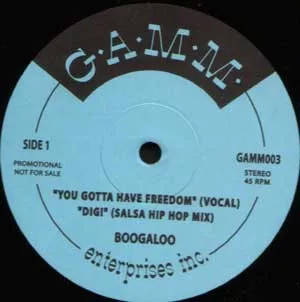 G.A.M.M.
SIDE 1
GAMM003
PROMOTIONAL
NOT FOR SALE
STEREO
45 RPM
"YOU GOTTA HAVE FREEDOM" (VOCAL)
"DIG!" (SALSA HIP HOP MIX)
BOOGALOO
enterprises inc.